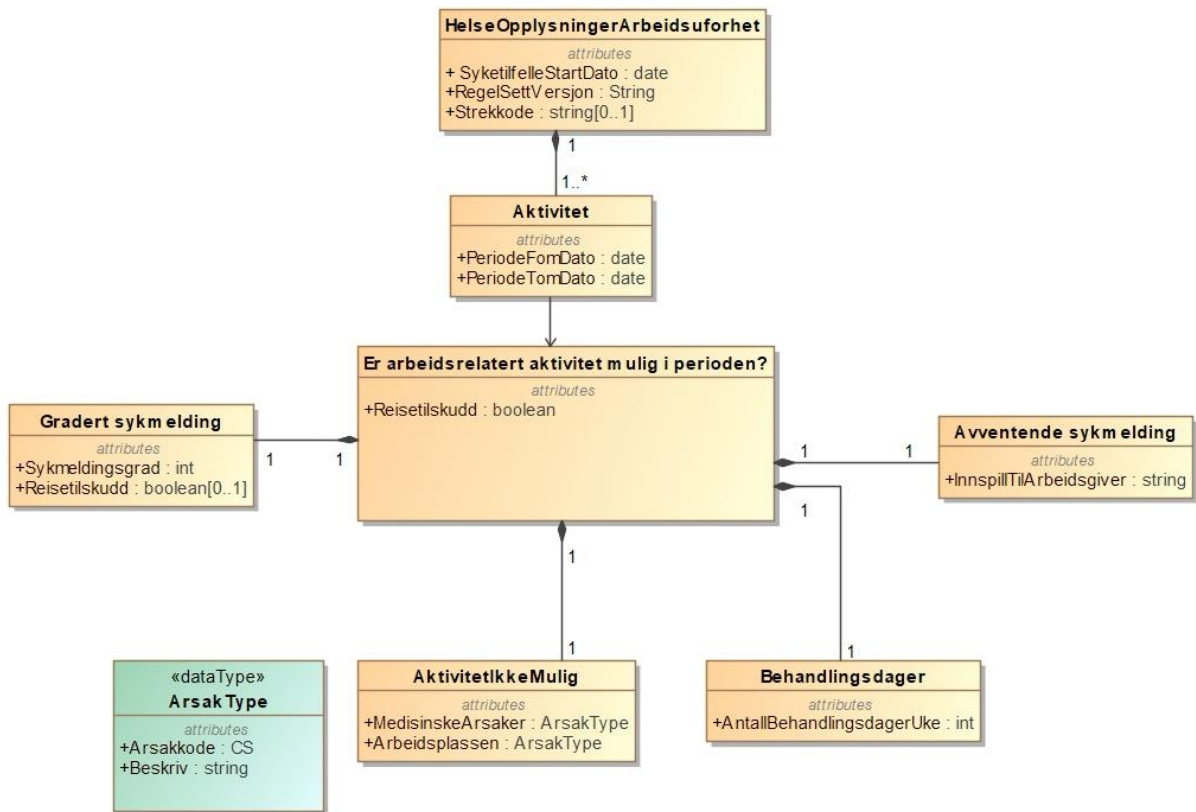 HelseOpplysningerArbeidsuforhet
attributes
+ SyketilfelleStartDato : date
+RegelSettVersjon : String
+Strekkode : string[0..1]
1
1..*
Aktivitet
attributes
+PeriodeFomDato : date
+PeriodeTomDato : date
Er arbeidsrelatert aktivitet mulig i perioden?
attributes
+Reisetilskudd : boolean
Gradert sykmelding
attributes
+Sykmeldingsgrad : int
+Reisetilskudd : boolean[0..1]
1
1
Avventende sykmelding
attributes
+InnspillTilArbeidsgiver : string
1
1
1
1
1
1
«dataType»
ArsakType
attributes
+Arsakkode : CS
+Beskriv : string
AktivitetIkkeMulig
attributes
+MedisinskeArsaker : ArsakType
+Arbeidsplassen : ArsakType
Behandlingsdager
attributes
+AntallBehandlingsdagerUke : int